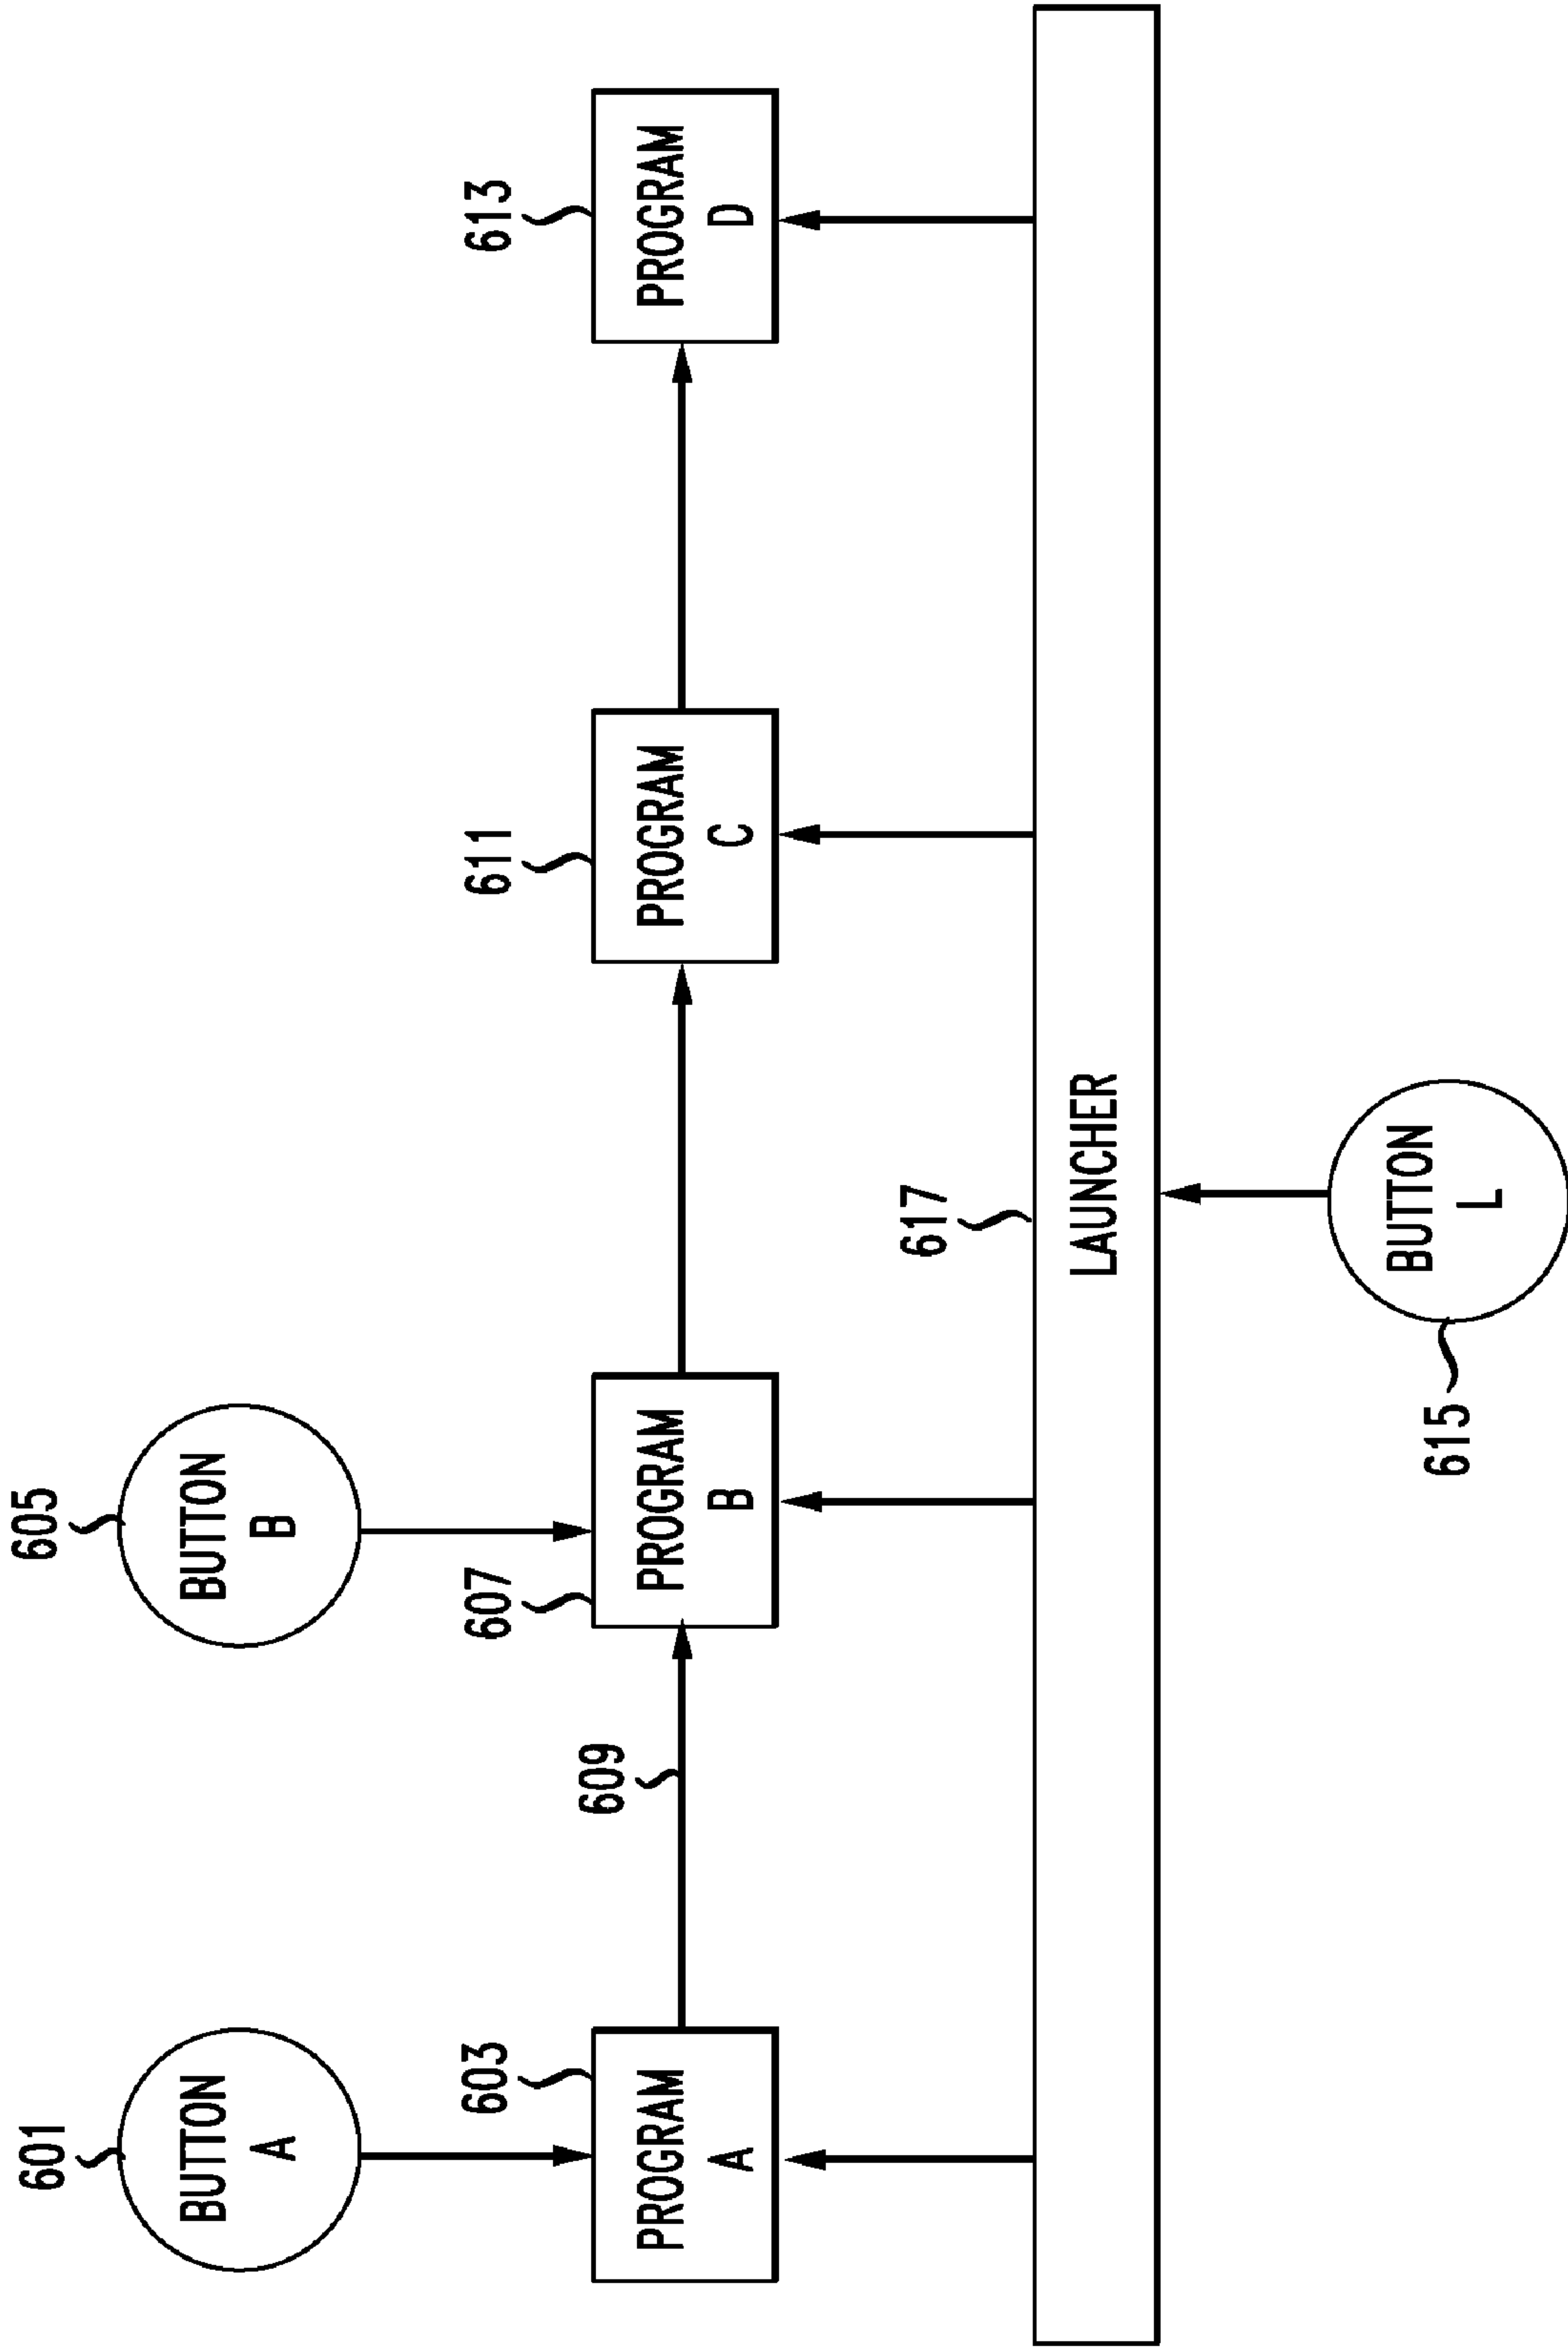 601
BUTTON
A
605
BUTTON
B
603
PROGRAM
A
609
607
PROGRAM
B
611
PROGRAM
C
613
PROGRAM
D
617
LAUNCHER
615
BUTTON
L